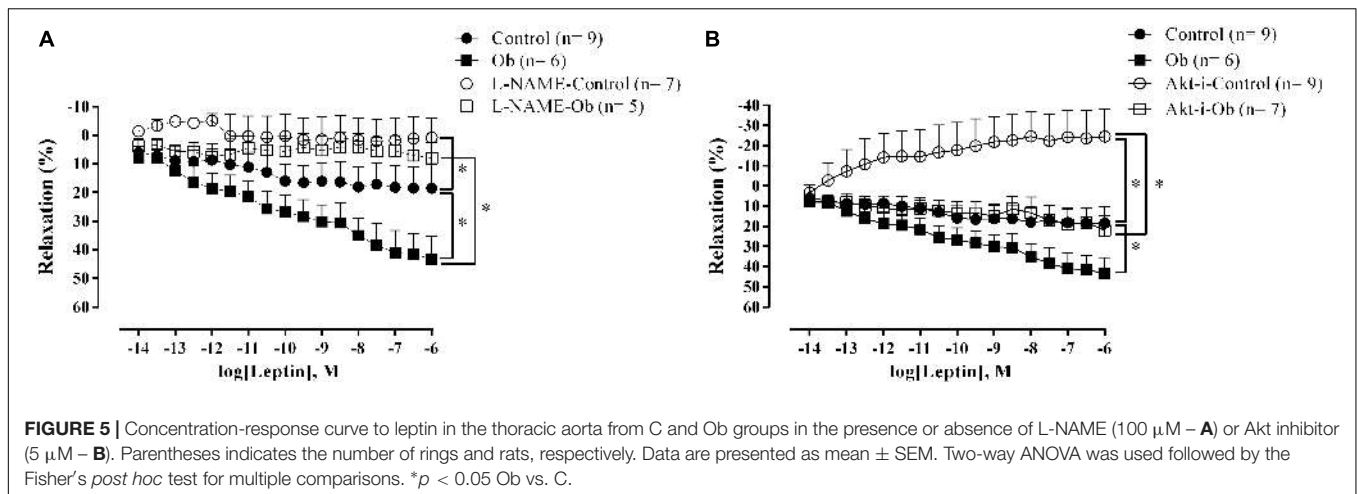 A
Control (n= 9)
Ob (n= 6)
L-NAME-Control (n= 7)
L-NAME-Ob (n= 5)
Relaxation (%)
-10
0
10
20
30
40
50
60
*
*
*
-14 -13 -12 -11 -10 -9 -8 -7 -6
log[Leptin], M
B
Control (n= 9)
Ob (n= 6)
Akt-i-Control (n= 9)
Akt-i-Ob (n= 7)
Relaxation (%)
-40
-30
-20
-10
0
10
20
30
40
50
60
*
*
*
-14 -13 -12 -11 -10 -9 -8 -7 -6
log[Leptin], M
FIGURE 5 | Concentration-response curve to leptin in the thoracic aorta from C and Ob groups in the presence or absence of L-NAME (100 μM – A) or Akt inhibitor
(5 μM – B). Parentheses indicates the number of rings and rats, respectively. Data are presented as mean ± SEM. Two-way ANOVA was used followed by the
Fisher′s post hoc test for multiple comparisons. *p < 0.05 Ob vs. C.